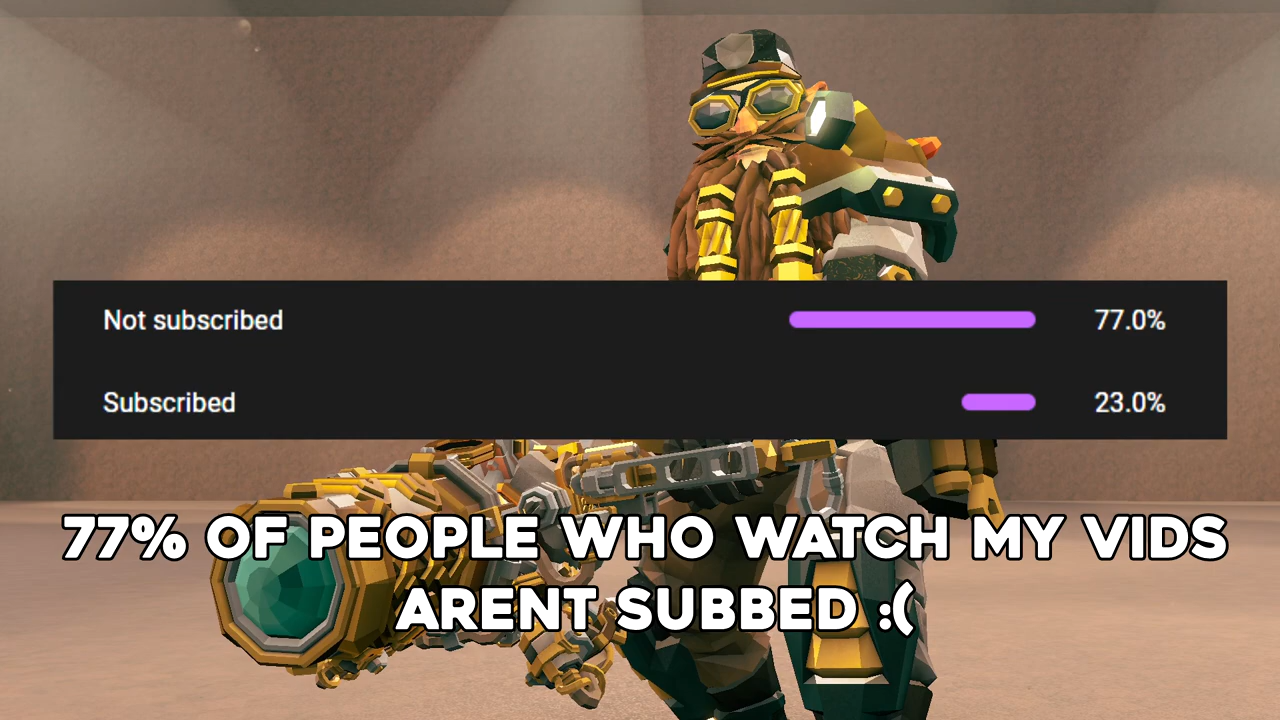 Not subscribed 77.0%
Subscribed 23.0%
77% OF PEOPLE WHO WATCH MY VIDS
ARENT SUBBED :(